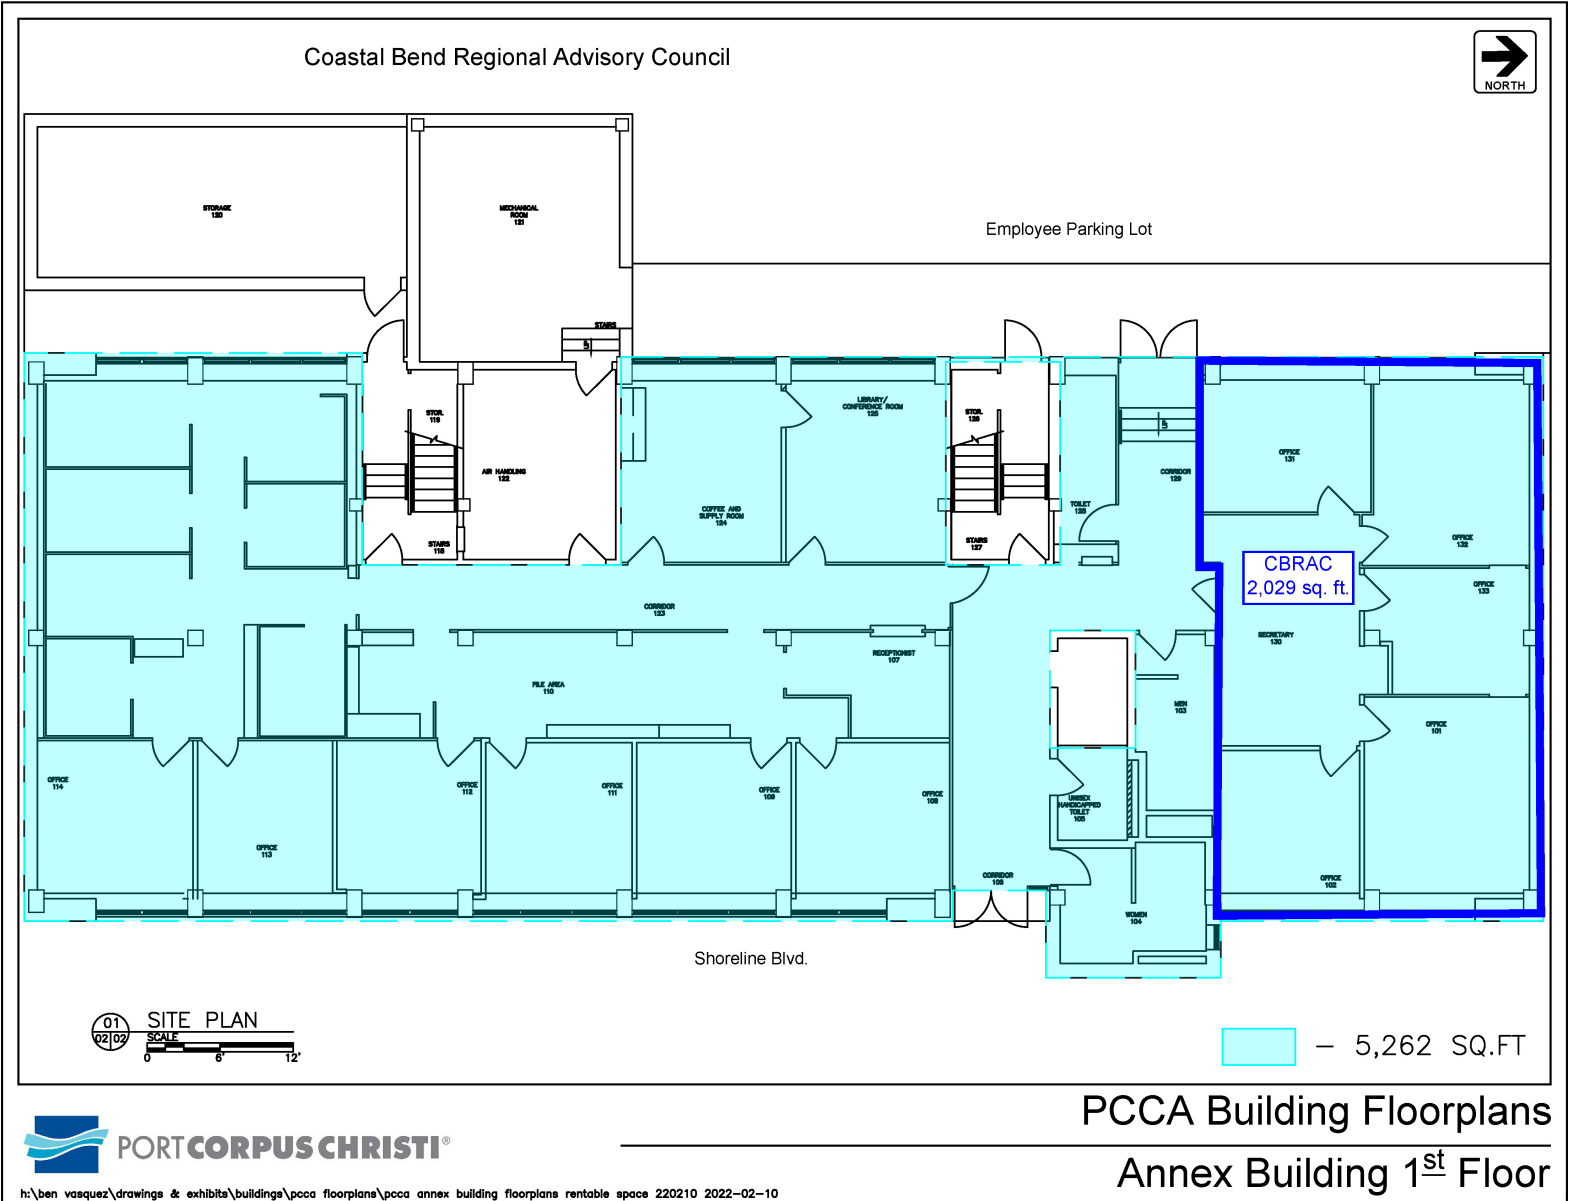 Coastal Bend Regional Advisory Council
NORTH
STORAGE
120
MECHANICAL
ROOM
121
Employee Parking Lot
STAIRS
UP
STOR.
119
AIR HANDLING
122
STAIRS
118
COFFEE AND
SUPPLY ROOM
124
LIBRARY/
CONFERENCE ROOM
125
STOR.
126
STAIRS
127
TOILET
128
UP
CORRIDOR
129
OFFICE
131
OFFICE
132
CBRAC
2,029 sq. ft.
OFFICE
133
CORRIDOR
123
SECRETARY
130
RECEPTIONIST
107
FILE AREA
110
MEN
103
OFFICE
101
OFFICE
114
OFFICE
113
OFFICE
112
OFFICE
111
OFFICE
109
OFFICE
108
UNISEX
HANDICAPPED
TOILET
105
CORRIDOR
106
OFFICE
102
WOMEN
104
Shoreline Blvd.
01
02 02
SITE PLAN
SCALE
0 6' 12'
– 5,262 SQ.FT
PCCA Building Floorplans
PORT CORPUS CHRISTI®
Annex Building 1st Floor
h:\ben vasquez\drawings & exhibits\buildings\pcca floorplans\pcca annex building floorplans rentable space 220210 2022-02-10